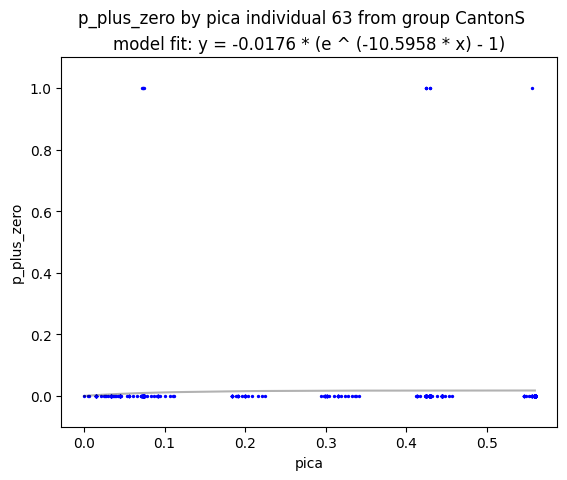 p_plus_zero by pica individual 63 from group CantonS
model fit: y = -0.0176 * (e ^ (-10.5958 * x) - 1)
1.0
0.8
0.6
0.4
0.2
0.0
p_plus_zero
0.0 0.1 0.2 0.3 0.4 0.5
pica